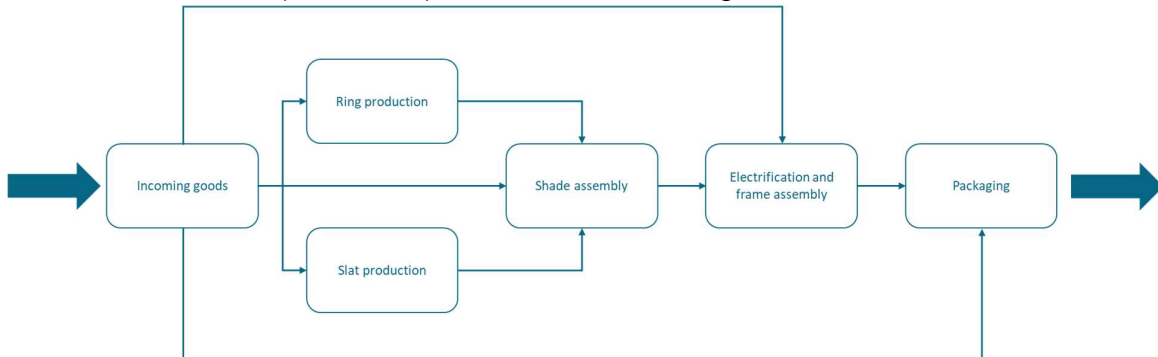 Ring production
Incoming goods
Shade assembly
Electrification and
frame assembly
Packaging
Slat production